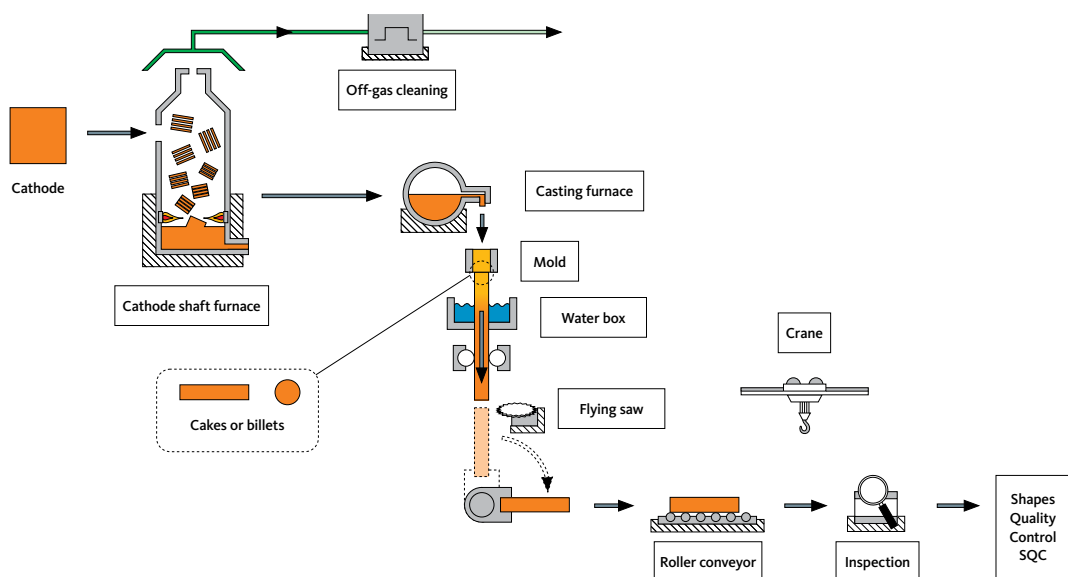 Off-gas cleaning
Cathode
Casting furnace
Mold
Cathode shaft furnace
Water box
Crane
Cakes or billets
Flying saw
Shapes
Quality
Control
SQC
Roller conveyor
Inspection